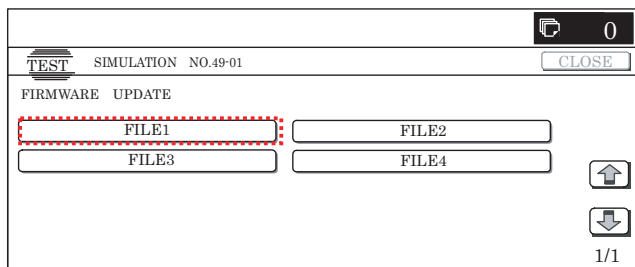 0
TEST SIMULATION NO.49-01 CLOSE
FIRMWARE UPDATE
FILE1 FILE2
FILE3 FILE4
1/1